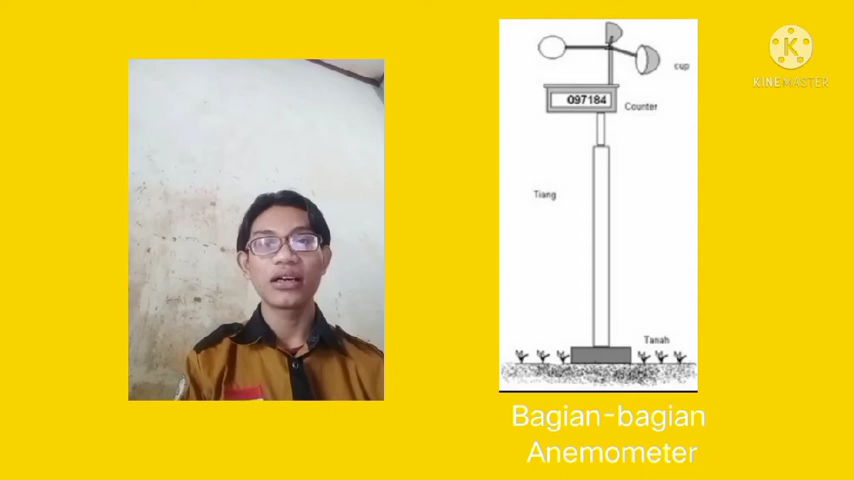 cup
097184
Counter
Tiang
Tanah
Bagian-bagian
Anemometer
KINEMASTER